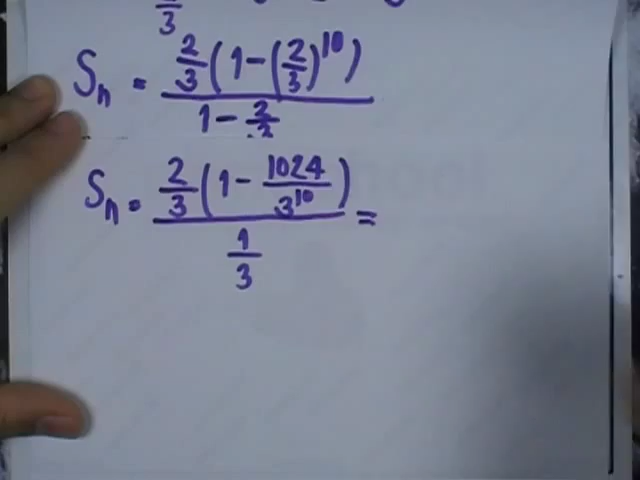 3
Sₙ = (2/3)(1-(2/3)^10) / (1-2/3)
Sₙ = (2/3)(1-1024/3^10) / (1/3) =